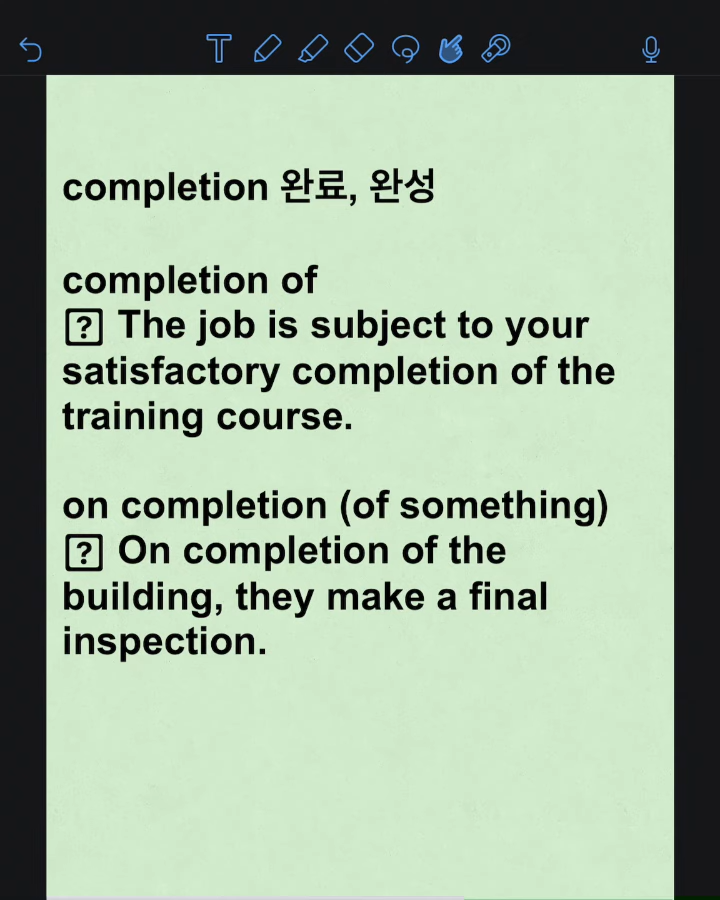 completion 완료, 완성
completion of
⍰ The job is subject to your
satisfactory completion of the
training course.
on completion (of something)
⍰ On completion of the
building, they make a final
inspection.